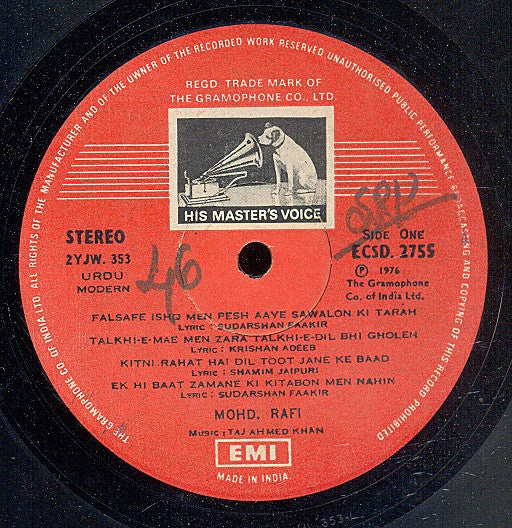 ALL RIGHTS OF THE MANUFACTURER AND OF THE OWNER OF THE RECORDED WORK RESERVED UNAUTHORISED PUBLIC PERFORMANCE BROADCASTING AND COPYING OF THIS RECORD PROHIBITED
THE GRAMOPHONE CO. OF INDIA LTD.
REGD. TRADE MARK OF
THE GRAMOPHONE CO., LTD
HIS MASTER'S VOICE
STEREO
2YJW. 353
URDU
MODERN
46
SIDE ONE
ECSD. 2755
℗ 1976
The Gramophone
Co. of India Ltd.
FALSAFE ISHQ MEN PESH AAYE SAWALON KI TARAH
LYRIC : SUDARSHAN FAAKIR
TALKHI-E-MAE MEN ZARA TALKHI-E-DIL BHI GHOLEN
LYRIC : KRISHAN ADEEB
KITNI RAHAT HAI DIL TOOT JANE KE BAAD
LYRIC : SHAMIM JAIPURI
EK HI BAAT ZAMANE KI KITABON MEN NAHIN
LYRIC : SUDARSHAN FAAKIR
MOHD. RAFI
MUSIC : TAJ AHMED KHAN
EMI
MADE IN INDIA